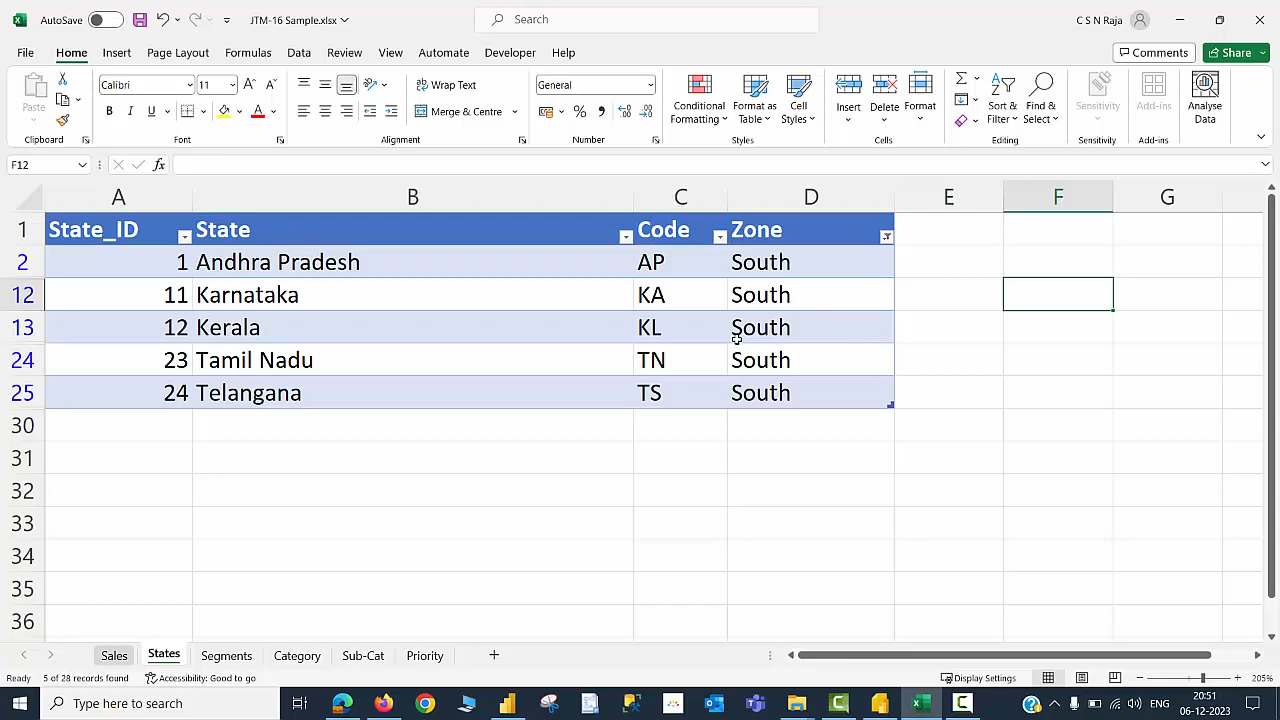 AutoSave JTM-16 Sample.xlsx Search C S N Raja
File Home Insert Page Layout Formulas Data Review View Automate Developer Help Comments Share
Paste Calibri 11 Wrap Text General Conditional Formatting Format as Table Cell Styles Insert Delete Format Sort & Filter Find & Select Sensitivity Add-ins Analyse Data
B I U Merge & Centre
Clipboard Font Alignment Number Styles Cells Editing Sensitivity Add-ins Analysis
F12 fx
A B C D E F G
1 State_ID State Code Zone
2 1 Andhra Pradesh AP South
12 11 Karnataka KA South
13 12 Kerala KL South
24 23 Tamil Nadu TN South
25 24 Telangana TS South
30
31
32
33
34
35
36
Sales States Segments Category Sub-Cat Priority
Ready 5 of 28 records found Accessibility: Good to go Display Settings 205%
Type here to search ENG 20:51
06-12-2023